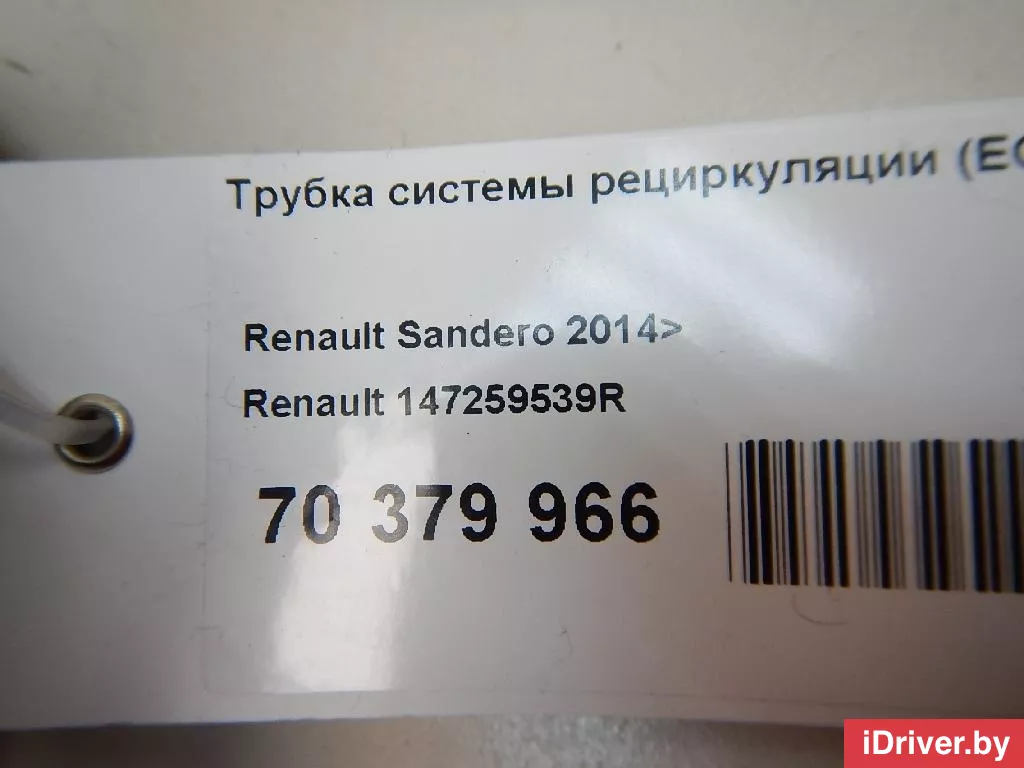 Трубка системы рециркуляции
Renault Sandero 2014>
Renault 147259539R
70 379 966
iDriver.by